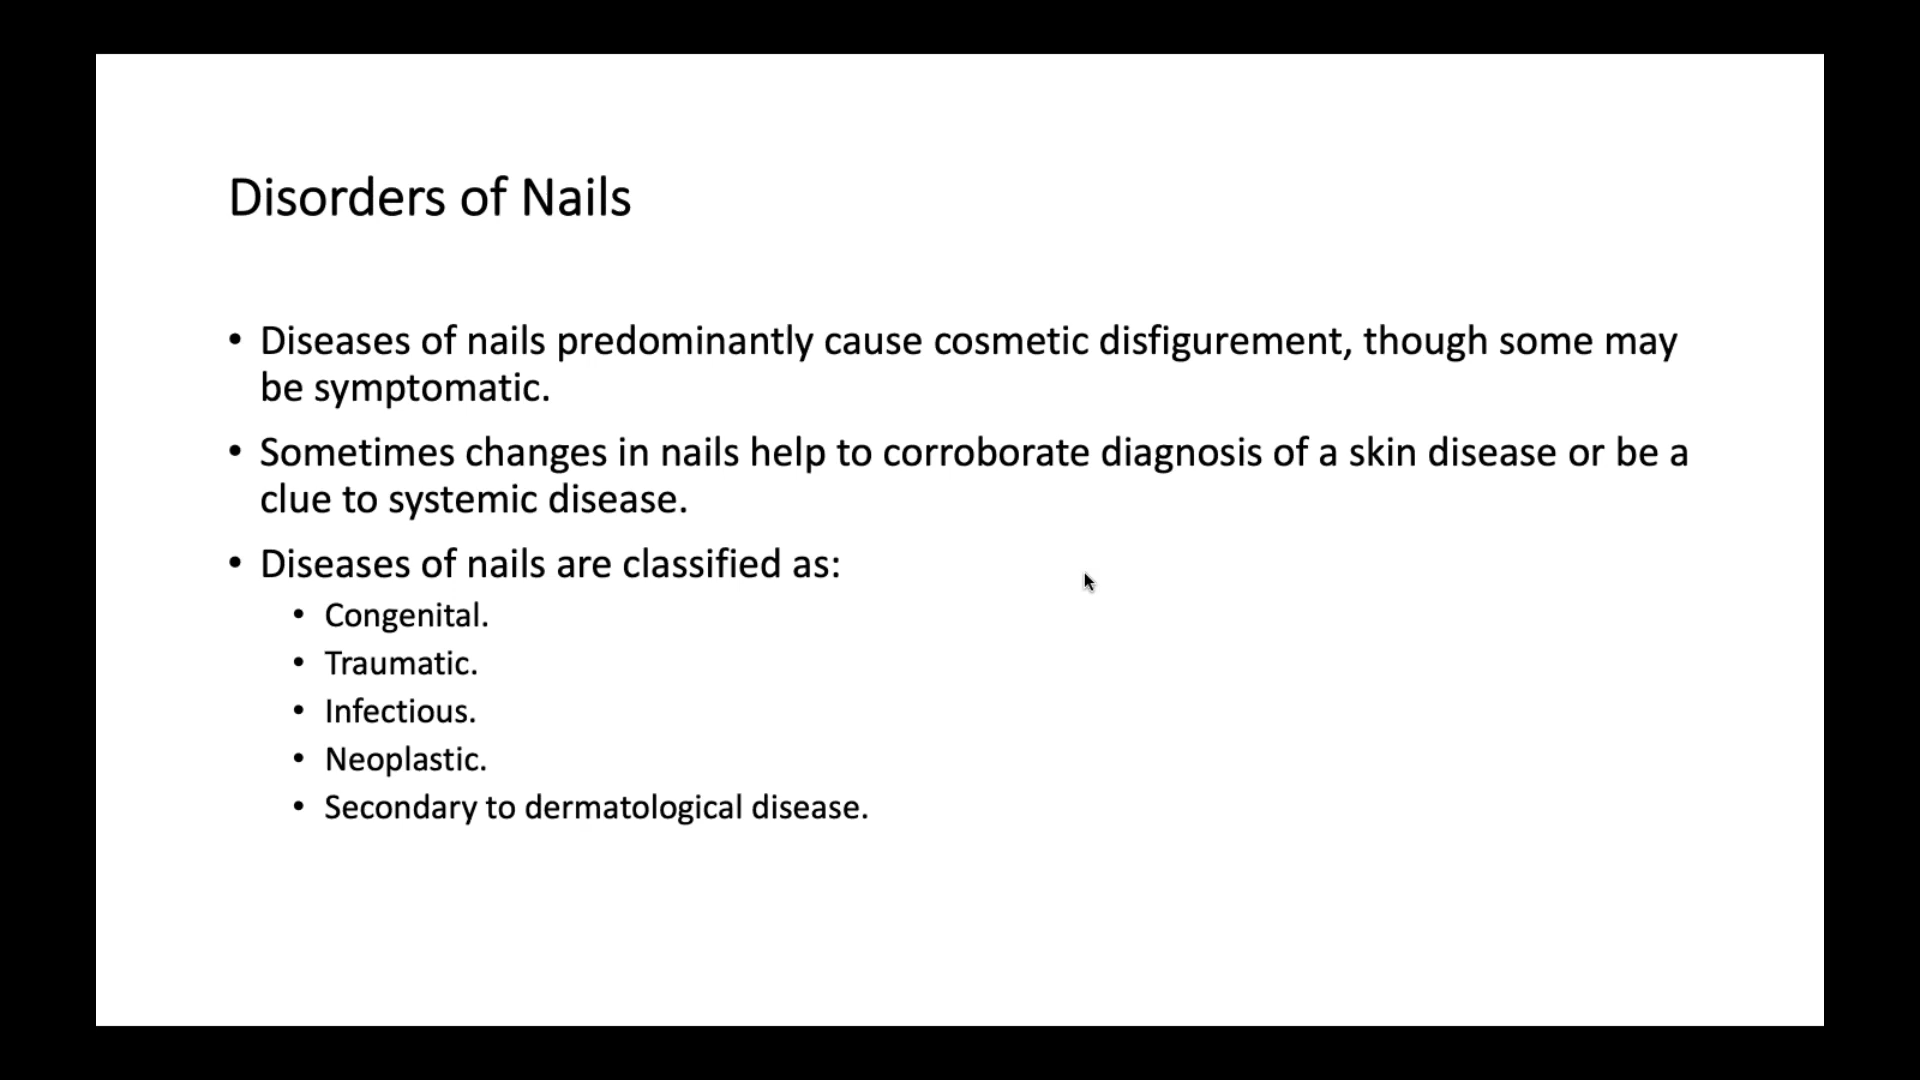 Disorders of Nails
• Diseases of nails predominantly cause cosmetic disfigurement, though some may
be symptomatic.
• Sometimes changes in nails help to corroborate diagnosis of a skin disease or be a
clue to systemic disease.
• Diseases of nails are classified as:
• Congenital.
• Traumatic.
• Infectious.
• Neoplastic.
• Secondary to dermatological disease.